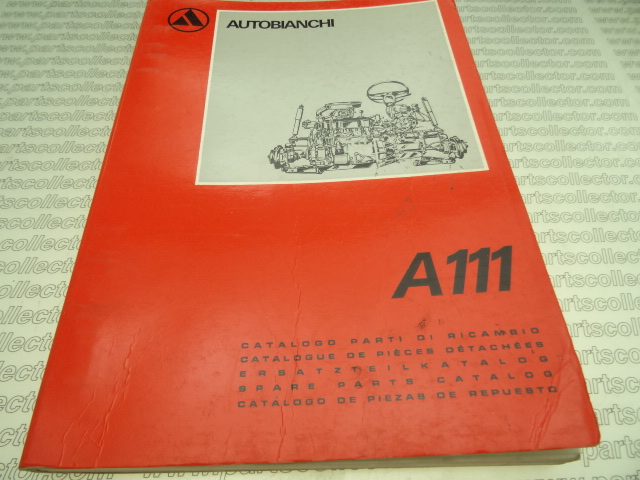 AUTOBIANCHI
A111
CATALOGO PARTI DI RICAMBIO
CATALOGUE DE PIÈCES DÉTACHÉES
ERSATZTEILKATALOG
SPARE PARTS CATALOG
CATALOGO DE PIEZAS DE REPUESTO
www.partscollector.com